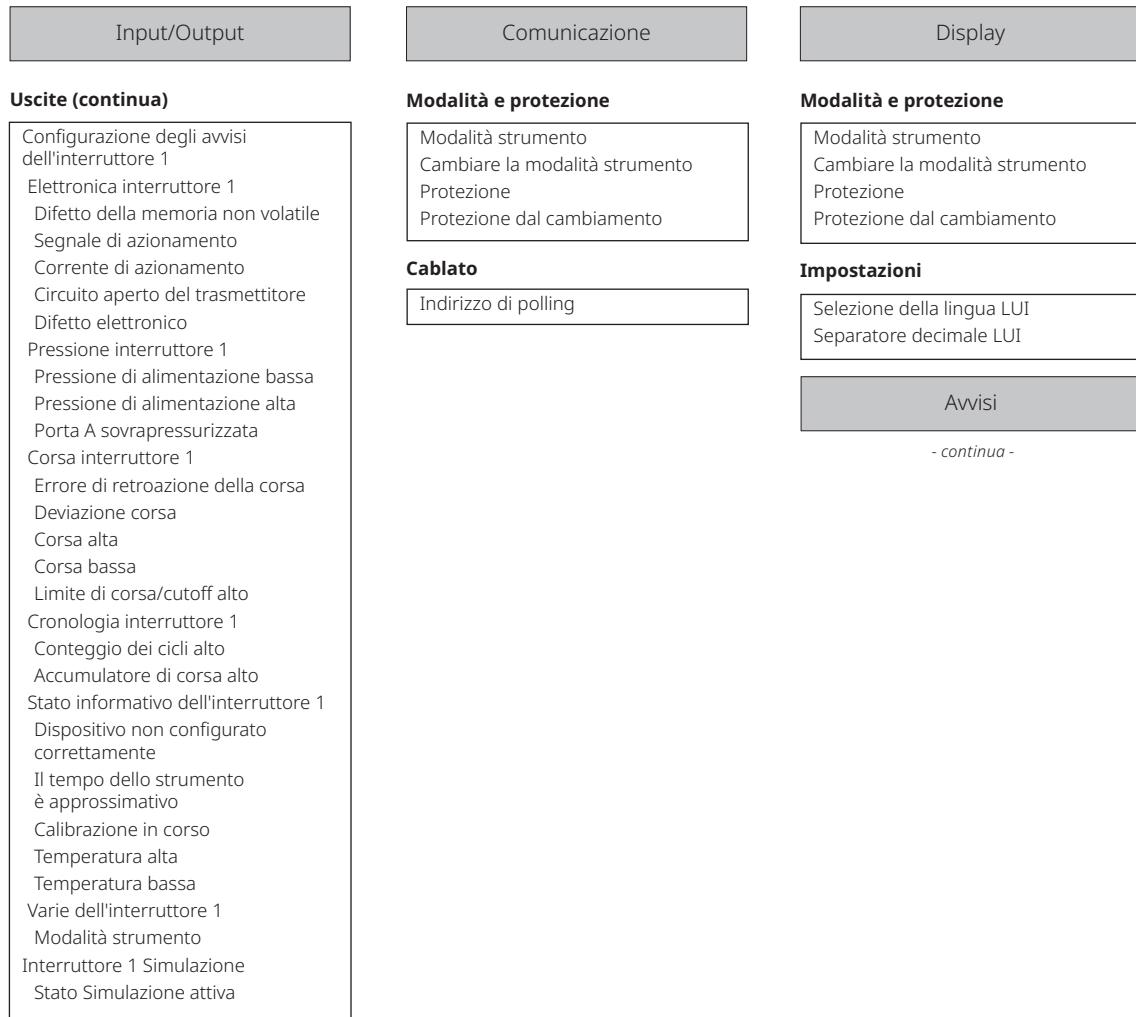 Input/Output
Uscite (continua)
Configurazione degli avvisi
dell'interruttore 1
Elettronica interruttore 1
Difetto della memoria non volatile
Segnale di azionamento
Corrente di azionamento
Circuito aperto del trasmettitore
Difetto elettronico
Pressione interruttore 1
Pressione di alimentazione bassa
Pressione di alimentazione alta
Porta A sovrapressurizzata
Corsa interruttore 1
Errore di retroazione della corsa
Deviazione corsa
Corsa alta
Corsa bassa
Limite di corsa/cutoff alto
Cronologia interruttore 1
Conteggio dei cicli alto
Accumulatore di corsa alto
Stato informativo dell'interruttore 1
Dispositivo non configurato
correttamente
Il tempo dello strumento
è approssimativo
Calibrazione in corso
Temperatura alta
Temperatura bassa
Varie dell'interruttore 1
Modalità strumento
Interruttore 1 Simulazione
Stato Simulazione attiva
Comunicazione
Modalità e protezione
Modalità strumento
Cambiare la modalità strumento
Protezione
Protezione dal cambiamento
Cablato
Indirizzo di polling
Display
Modalità e protezione
Modalità strumento
Cambiare la modalità strumento
Protezione
Protezione dal cambiamento
Impostazioni
Selezione della lingua LUI
Separatore decimale LUI
Avvisi
- continua -